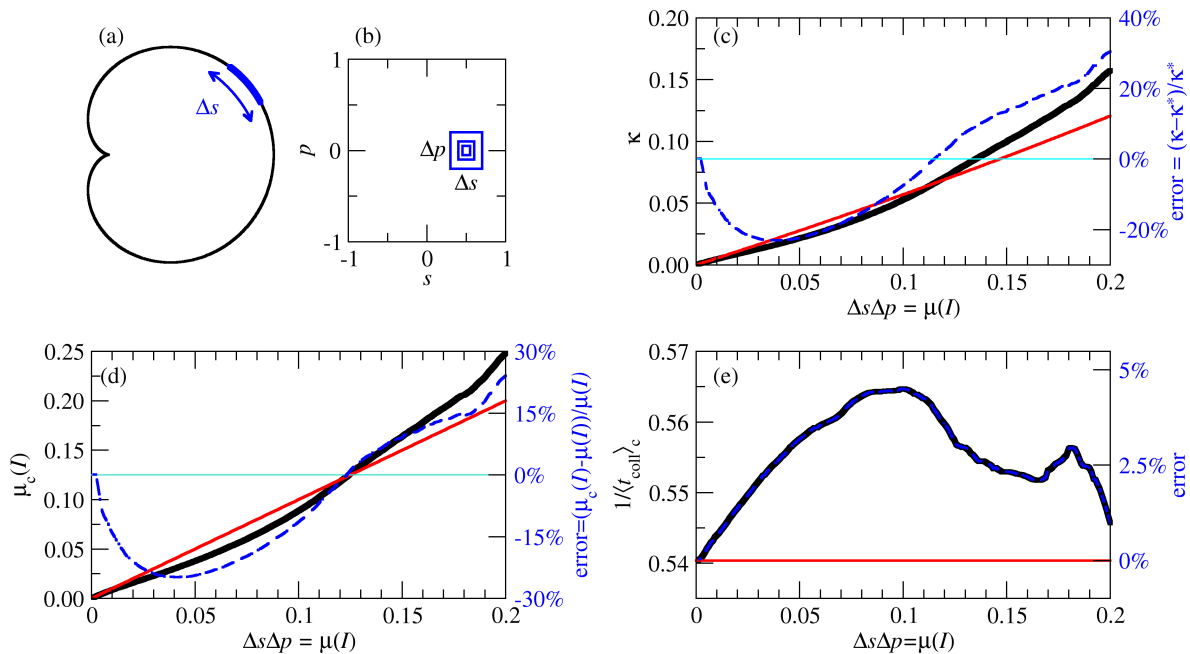 (a)
Δs
(b)
1
p
0
Δp
Δs
-1
-1
0
1
s
(c)
0.20
0.15
κ
0.10
0.05
0.00
40%
20%
0%
-20%
error = (κ−κ*)/κ*
0
0.05
0.1
0.15
0.2
ΔsΔp = μ(I)
(d)
0.25
0.20
μc(I)
0.15
0.10
0.05
0.00
30%
15%
0%
-15%
-30%
error=(μc(I)-μ(I))/μ(I)
0
0.05
0.1
0.15
0.2
ΔsΔp = μ(I)
(e)
0.57
0.56
1/⟨tcoll⟩c
0.55
0.54
5%
2.5%
0%
error
0
0.05
0.1
0.15
0.2
ΔsΔp=μ(I)